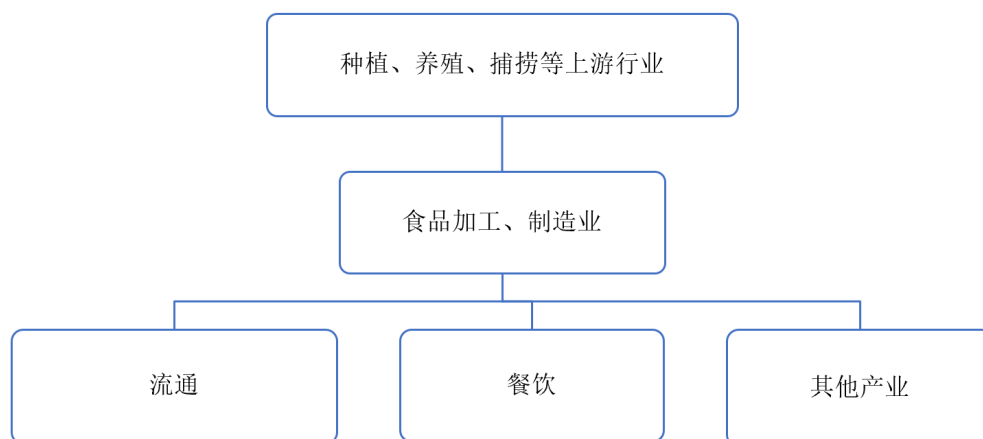 种植、养殖、捕捞等上游行业
食品加工、制造业
流通
餐饮
其他产业